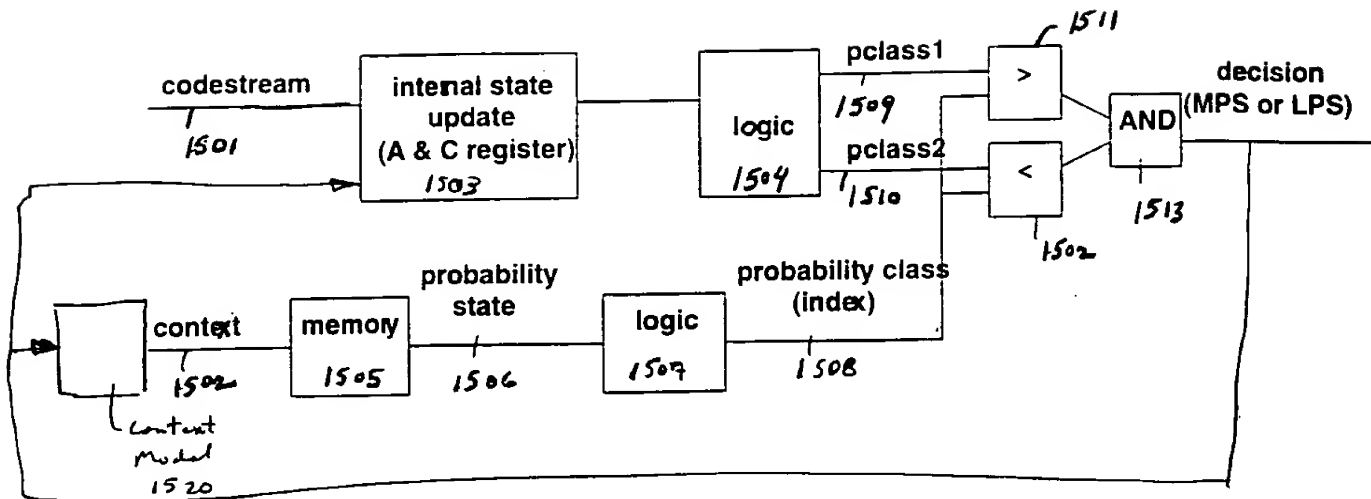 1511
codestream
1501
internal state
update
(A & C register)
1503
logic
1504
pclass1
1509
pclass2
1510
>
<
1502
AND
1513
decision
(MPS or LPS)
context
1502
memory
1505
probability
state
1506
logic
1507
probability class
(index)
1508
Context
Model
1520